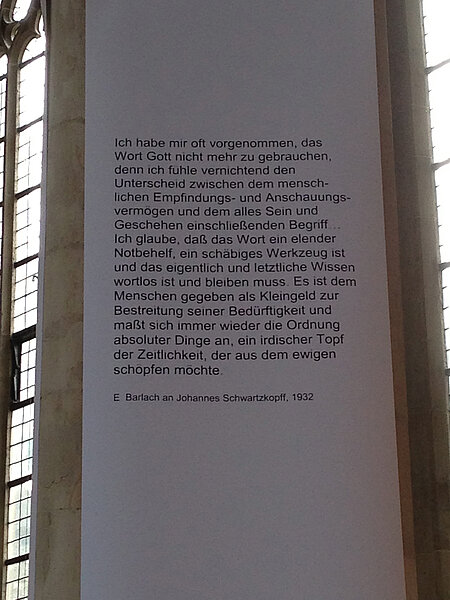 Ich habe mir oft vorgenommen, das
Wort Gott nicht mehr zu gebrauchen,
denn ich fühle vernichtend den
Unterscheid zwischen dem mensch-
lichen Empfindungs- und Anschauungs-
vermögen und dem alles Sein und
Geschehen einschließenden Begriff...
Ich glaube, daß das Wort ein elender
Notbehelf, ein schäbiges Werkzeug ist
und das eigentlich und letztliche Wissen
wortlos ist und bleiben muss. Es ist dem
Menschen gegeben als Kleingeld zur
Bestreitung seiner Bedürftigkeit und
maßt sich immer wieder die Ordnung
absoluter Dinge an, ein irdischer Topf
der Zeitlichkeit, der aus dem ewigen
schöpfen möchte.
E Barlach an Johannes Schwartzkopff, 1932